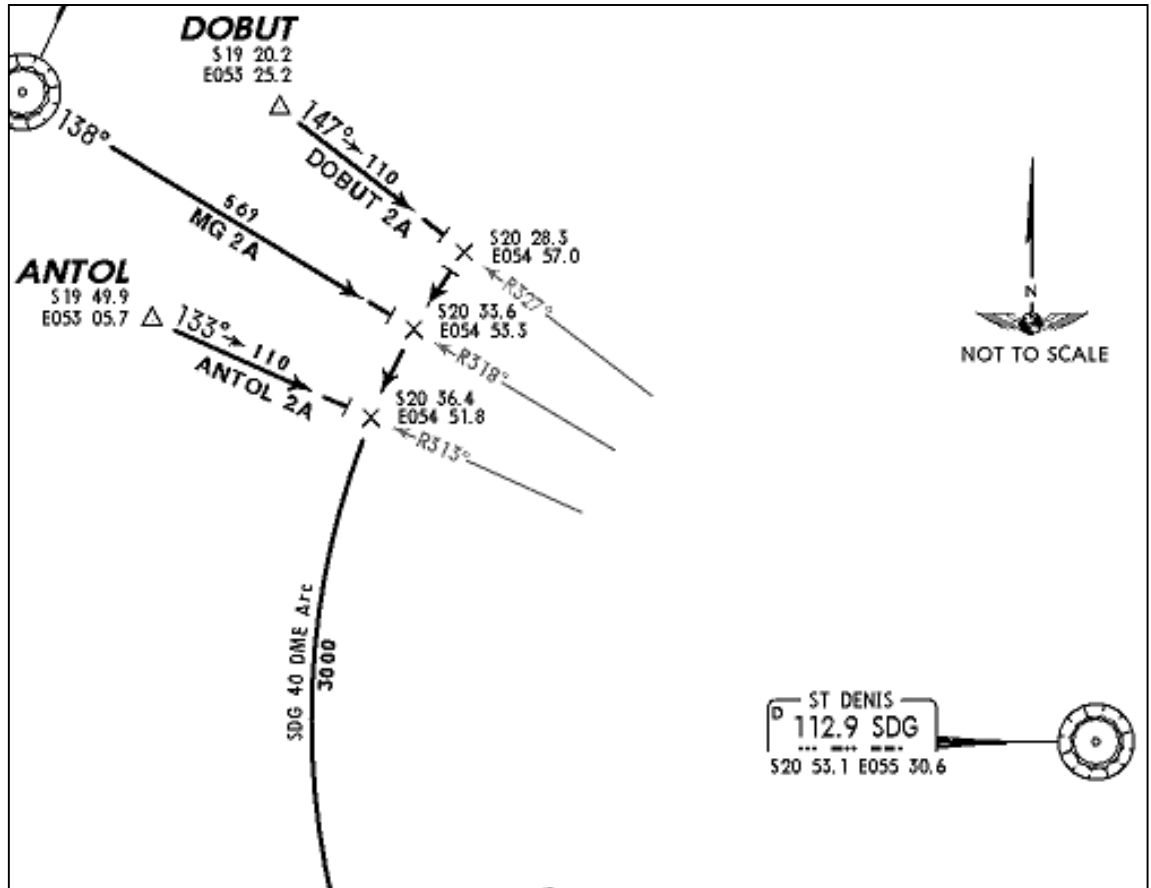 DOBUT
S19 20.2
E053 25.2
147°
110
DOBUT 2A
138°
569
MG 2A
S20 28.3
E054 57.0
R327°
ANTOL
S19 49.9
E053 05.7
133°
110
ANTOL 2A
S20 33.6
E054 53.3
R318°
S20 36.4
E054 51.8
R313°
N
NOT TO SCALE
SDG 40 DME Arc
3000
ST DENIS
D
112.9 SDG
S20 53.1 E055 30.6